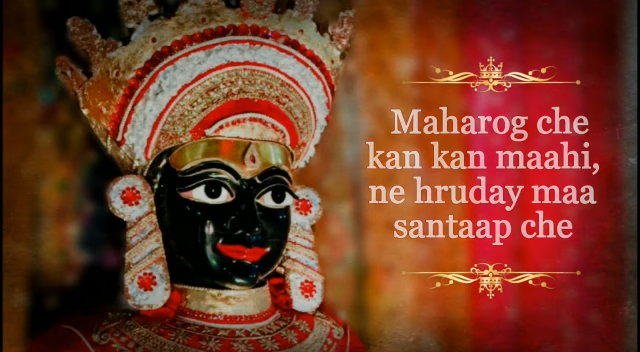 Maharog che
kan kan maahi,
ne hruday maa
santaap che